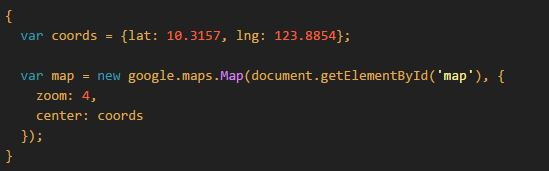 {
  var coords = {lat: 10.3157, lng: 123.8854};
  var map = new google.maps.Map(document.getElementById('map'), {
    zoom: 4,
    center: coords
  });
}